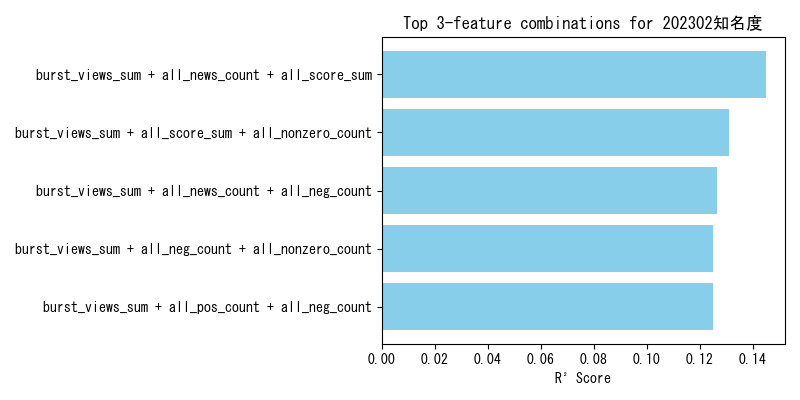 Top 3-feature combinations for 202302知名度
burst_views_sum + all_news_count + all_score_sum
burst_views_sum + all_score_sum + all_nonzero_count
burst_views_sum + all_news_count + all_neg_count
burst_views_sum + all_neg_count + all_nonzero_count
burst_views_sum + all_pos_count + all_neg_count
0.00 0.02 0.04 0.06 0.08 0.10 0.12 0.14
R² Score